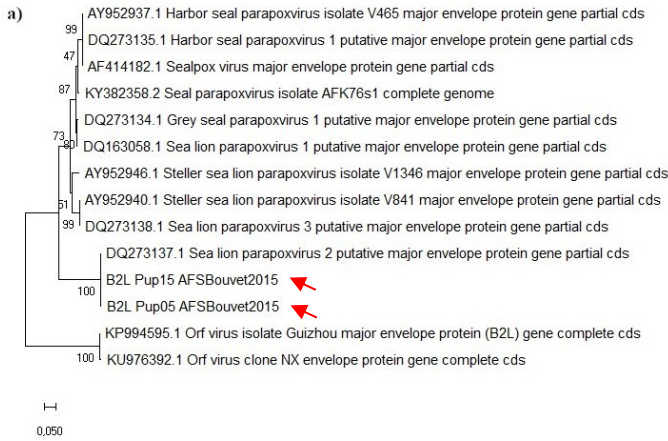 a)
AY952937.1 Harbor seal parapoxvirus isolate V465 major envelope protein gene partial cds
99
DQ273135.1 Harbor seal parapoxvirus 1 putative major envelope protein gene partial cds
47
AF414182.1 Sealpox virus major envelope protein gene partial cds
87
KY382358.2 Seal parapoxvirus isolate AFK76s1 complete genome
DQ273134.1 Grey seal parapoxvirus 1 putative major envelope protein gene partial cds
73
80
DQ163058.1 Sea lion parapoxvirus 1 putative major envelope protein gene partial cds
AY952946.1 Steller sea lion parapoxvirus isolate V1346 major envelope protein gene partial cds
AY952940.1 Steller sea lion parapoxvirus isolate V841 major envelope protein gene partial cds
51
99
DQ273138.1 Sea lion parapoxvirus 3 putative major envelope protein gene partial cds
DQ273137.1 Sea lion parapoxvirus 2 putative major envelope protein gene partial cds
B2L Pup15 AFSBouvet2015
100
B2L Pup05 AFSBouvet2015
KP994595.1 Orf virus isolate Guizhou major envelope protein (B2L) gene complete cds
100
KU976392.1 Orf virus clone NX envelope protein gene complete cds
0,050